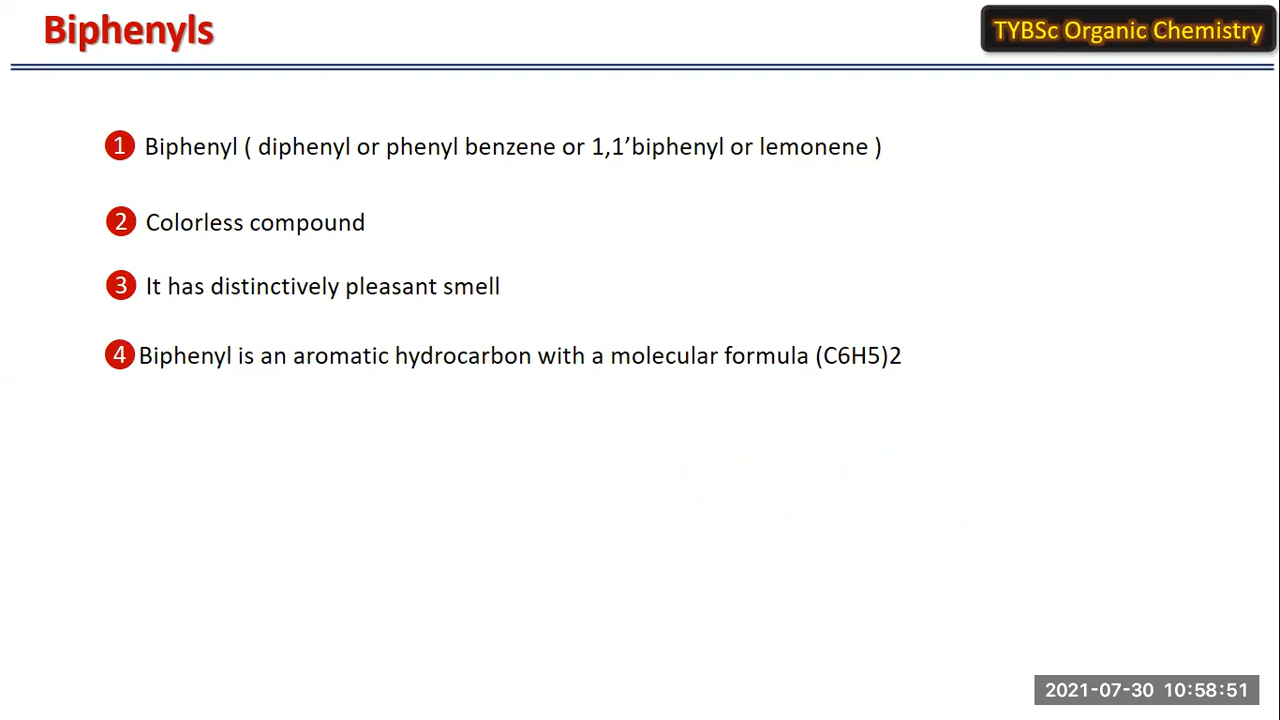 Biphenyls
TYBSc Organic Chemistry
1 Biphenyl ( diphenyl or phenyl benzene or 1,1’biphenyl or lemonene )
2 Colorless compound
3 It has distinctively pleasant smell
4 Biphenyl is an aromatic hydrocarbon with a molecular formula (C6H5)2
2021-07-30 10:58:51